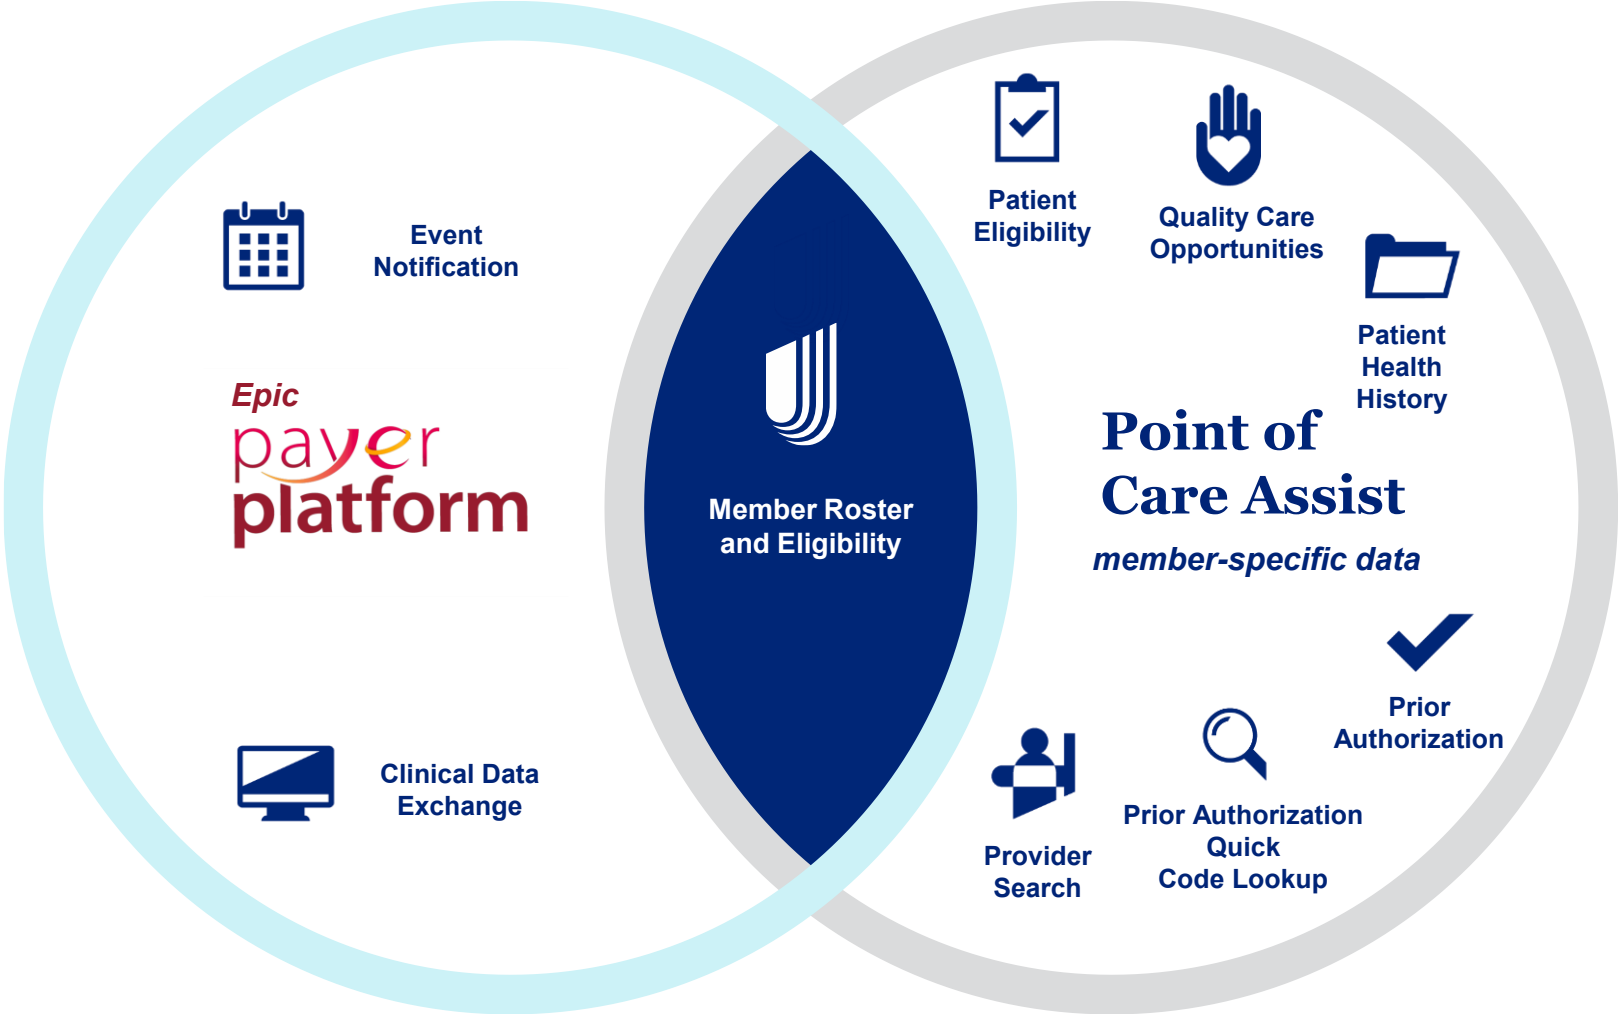 Event
Notification
Epic
payer
platform
Clinical Data
Exchange
Member Roster
and Eligibility
Patient
Eligibility
Quality Care
Opportunities
Patient
Health
History
Point of
Care Assist
member-specific data
Prior
Authorization
Prior Authorization
Quick
Code Lookup
Provider
Search